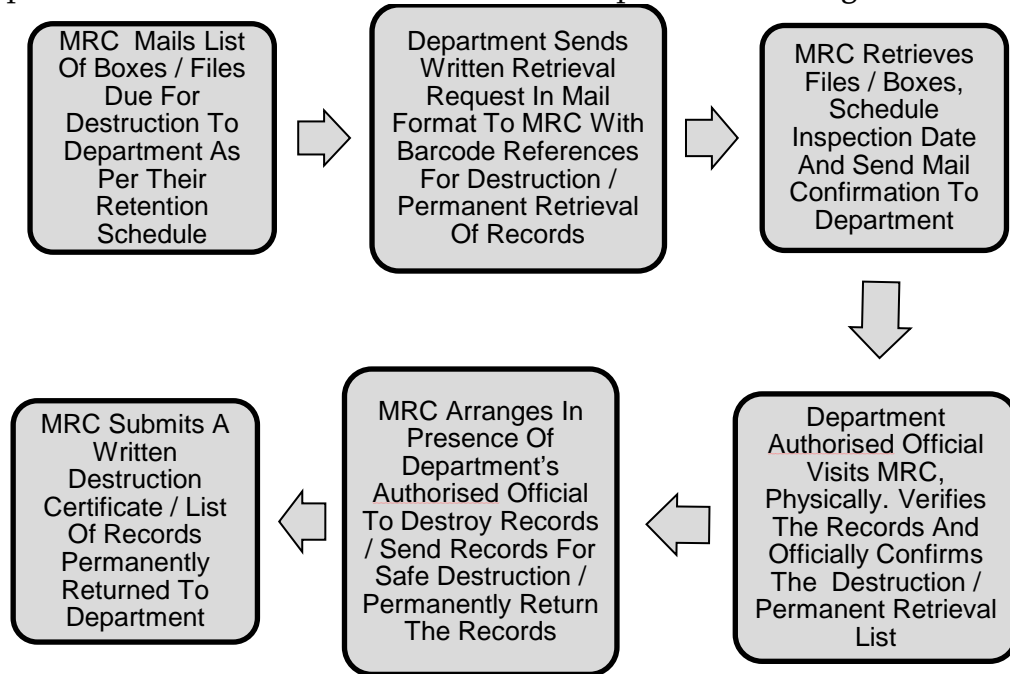 MRC Mails List
Of Boxes / Files
Due For
Destruction To
Department As
Per Their
Retention
Schedule
Department Sends
Written Retrieval
Request In Mail
Format To MRC With
Barcode References
For Destruction /
Permanent Retrieval
Of Records
MRC Retrieves
Files / Boxes,
Schedule
Inspection Date
And Send Mail
Confirmation To
Department
Department
Authorised Official
Visits MRC,
Physically. Verifies
The Records And
Officially Confirms
The Destruction /
Permanent Retrieval
List
MRC Arranges In
Presence Of
Department’s
Authorised Official
To Destroy Records
/ Send Records For
Safe Destruction /
Permanently Return
The Records
MRC Submits A
Written
Destruction
Certificate / List
Of Records
Permanently
Returned To
Department